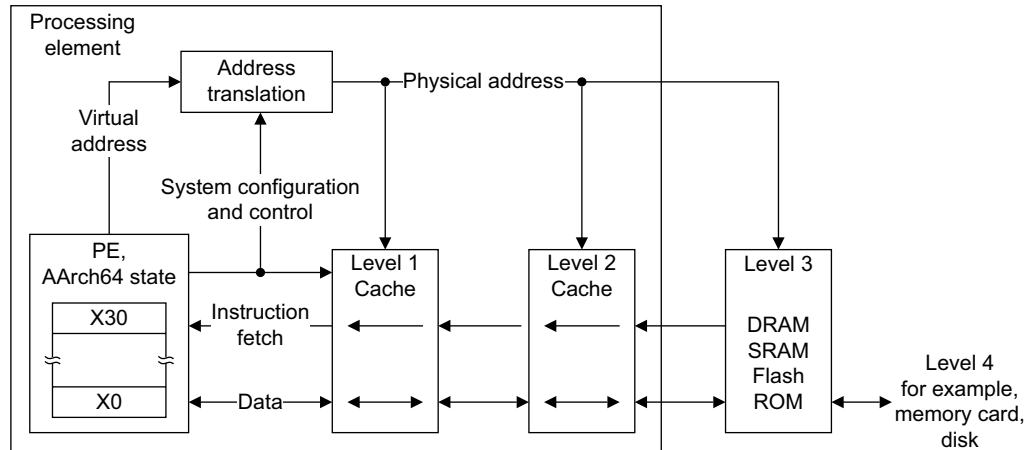 Processing
element
Address
translation
Physical address
Virtual
address
System configuration
and control
PE,
AArch64 state
X30
X0
Instruction
fetch
Data
Level 1
Cache
Level 2
Cache
Level 3
DRAM
SRAM
Flash
ROM
Level 4
for example,
memory card,
disk